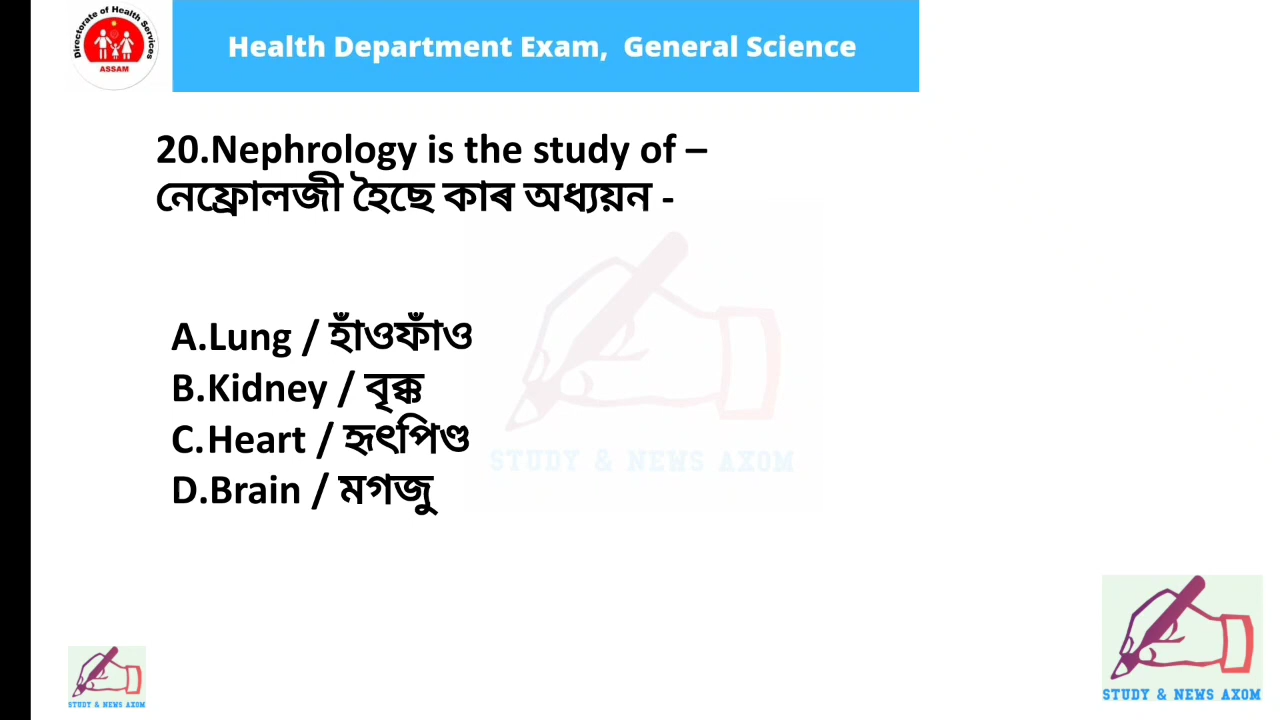 Directorate of Health Services
ASSAM
Health Department Exam, General Science
20.Nephrology is the study of –
নেফ্ৰোলজী হৈছে কাৰ অধ্যয়ন -
A.Lung / হাঁওফাঁও
B.Kidney / বৃক্ক
C.Heart / হৃৎপিণ্ড
D.Brain / মগজু
STUDY & NEWS AXOM
STUDY & NEWS AXOM
STUDY & NEWS AXOM